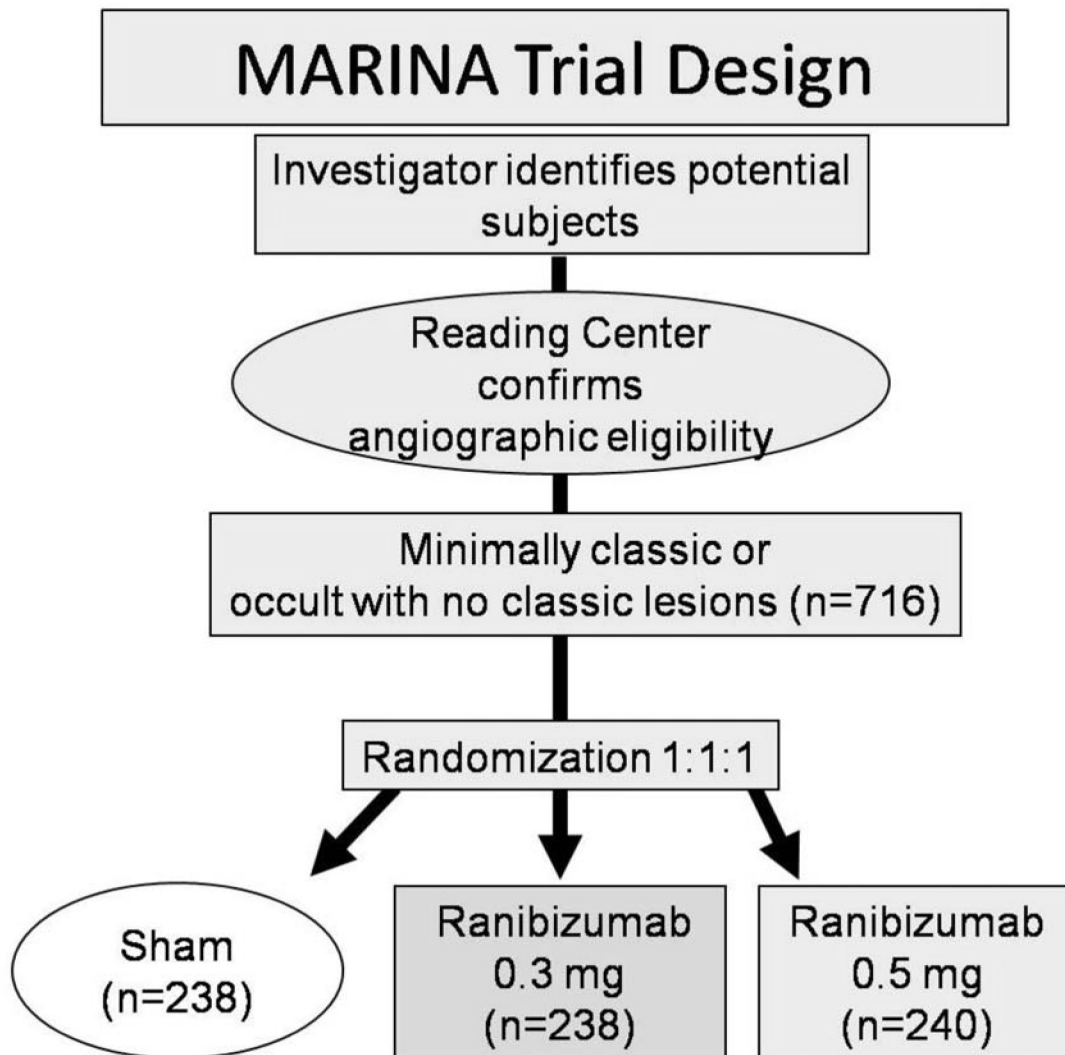 MARINA Trial Design
Investigator identifies potential
subjects
Reading Center
confirms
angiographic eligibility
Minimally classic or
occult with no classic lesions (n=716)
Randomization 1:1:1
Sham
(n=238)
Ranibizumab
0.3 mg
(n=238)
Ranibizumab
0.5 mg
(n=240)